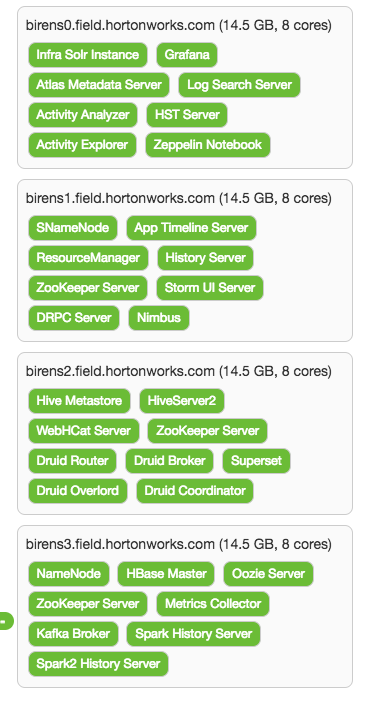 birens0.field.hortonworks.com (14.5 GB, 8 cores)
Infra Solr Instance Grafana
Atlas Metadata Server Log Search Server
Activity Analyzer HST Server
Activity Explorer Zeppelin Notebook
birens1.field.hortonworks.com (14.5 GB, 8 cores)
SNameNode App Timeline Server
ResourceManager History Server
ZooKeeper Server Storm UI Server
DRPC Server Nimbus
birens2.field.hortonworks.com (14.5 GB, 8 cores)
Hive Metastore HiveServer2
WebHCat Server ZooKeeper Server
Druid Router Druid Broker Superset
Druid Overlord Druid Coordinator
birens3.field.hortonworks.com (14.5 GB, 8 cores)
NameNode HBase Master Oozie Server
ZooKeeper Server Metrics Collector
Kafka Broker Spark History Server
Spark2 History Server